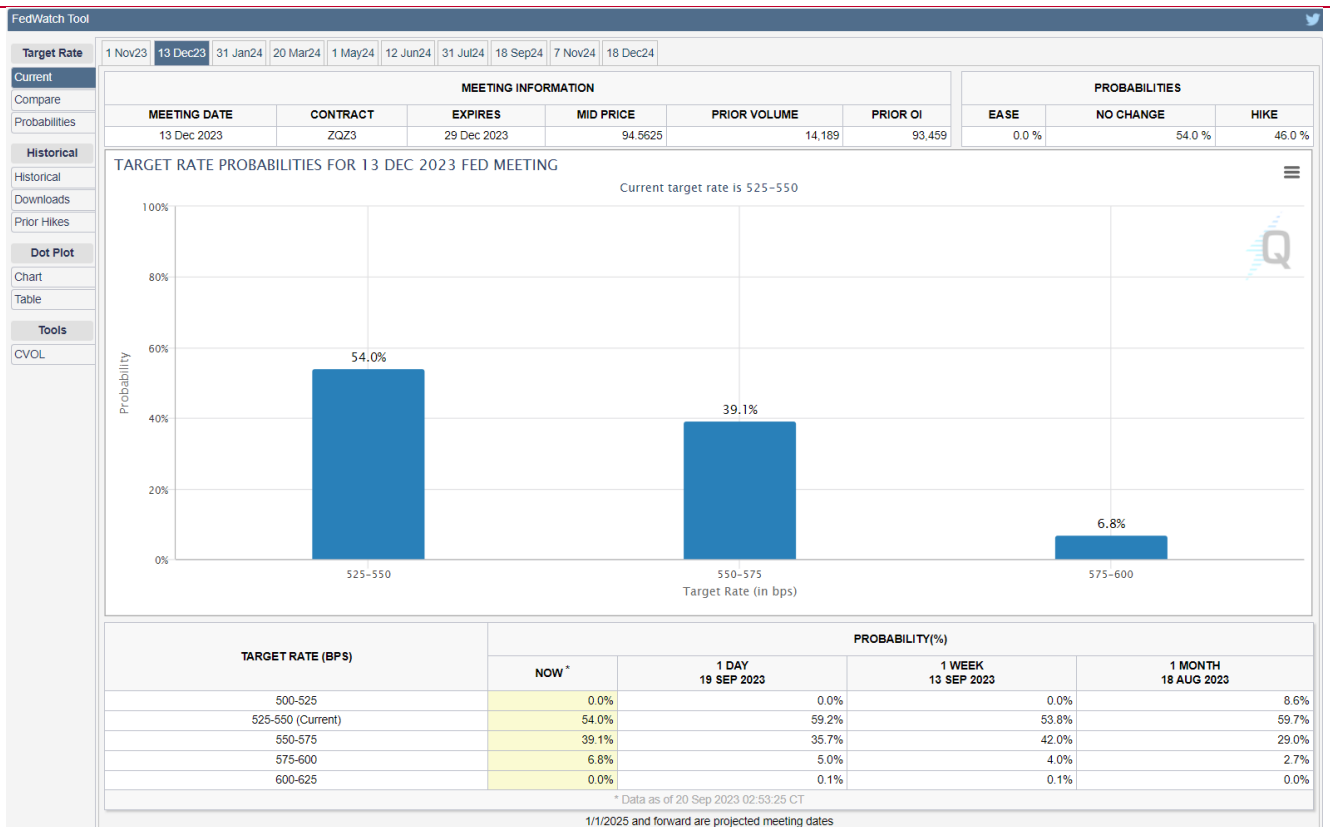 FedWatch Tool
Target Rate
Current
Compare
Probabilities
Historical
Historical
Downloads
Prior Hikes
Dot Plot
Chart
Table
Tools
CVOL
1 Nov23 13 Dec23 31 Jan24 20 Mar24 1 May24 12 Jun24 31 Jul24 18 Sep24 7 Nov24 18 Dec24
MEETING INFORMATION
MEETING DATE CONTRACT EXPIRES MID PRICE PRIOR VOLUME PRIOR OI
13 Dec 2023 ZQZ3 29 Dec 2023 94.5625 14,189 93,459
PROBABILITIES
EASE NO CHANGE HIKE
0.0 % 54.0 % 46.0 %
TARGET RATE PROBABILITIES FOR 13 DEC 2023 FED MEETING
Current target rate is 525-550
Probability
100%
80%
60%
40%
20%
0%
54.0%
39.1%
6.8%
Q
525-550 550-575 575-600
Target Rate (in bps)
TARGET RATE (BPS) PROBABILITY(%)
NOW * 1 DAY 1 WEEK 1 MONTH
19 SEP 2023 13 SEP 2023 18 AUG 2023
500-525 0.0% 0.0% 0.0% 8.6%
525-550 (Current) 54.0% 59.2% 53.8% 59.7%
550-575 39.1% 35.7% 42.0% 29.0%
575-600 6.8% 5.0% 4.0% 2.7%
600-625 0.0% 0.1% 0.1% 0.0%
* Data as of 20 Sep 2023 02:53:25 CT
1/1/2025 and forward are projected meeting dates